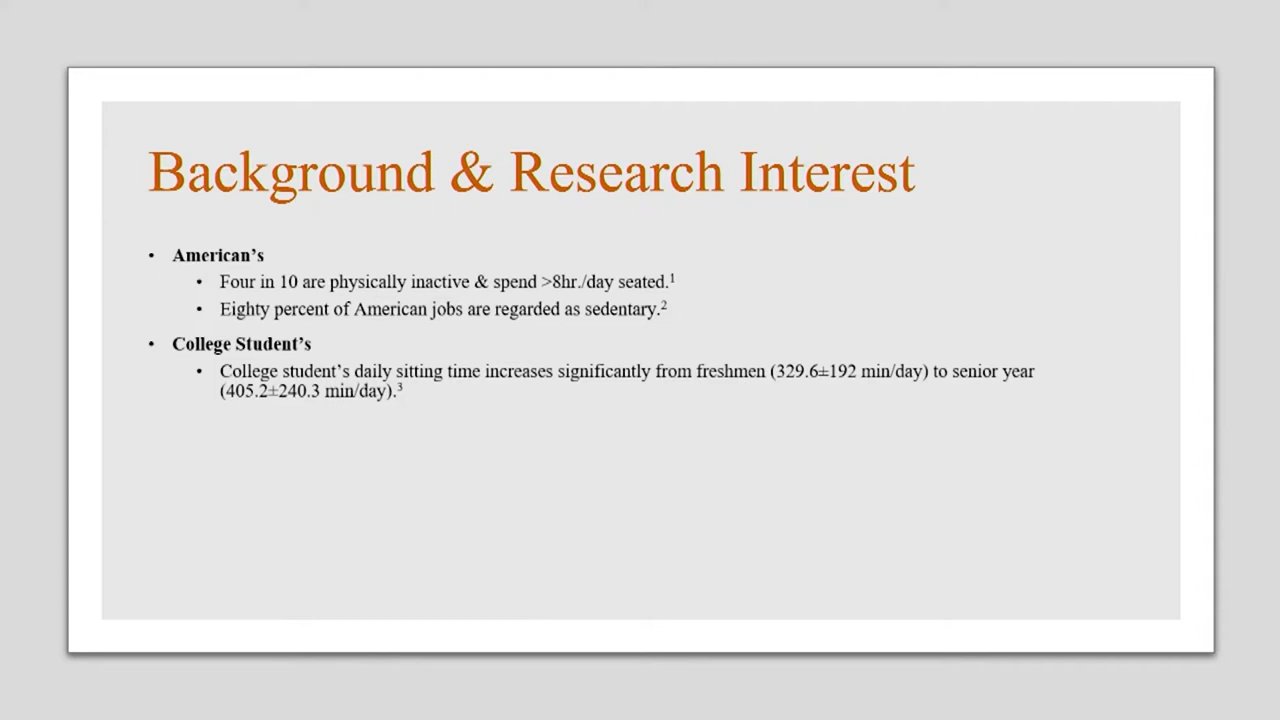 Background & Research Interest
• American’s
• Four in 10 are physically inactive & spend >8hr./day seated.¹
• Eighty percent of American jobs are regarded as sedentary.²
• College Student’s
• College student’s daily sitting time increases significantly from freshmen (329.6±192 min/day) to senior year
(405.2±240.3 min/day).³